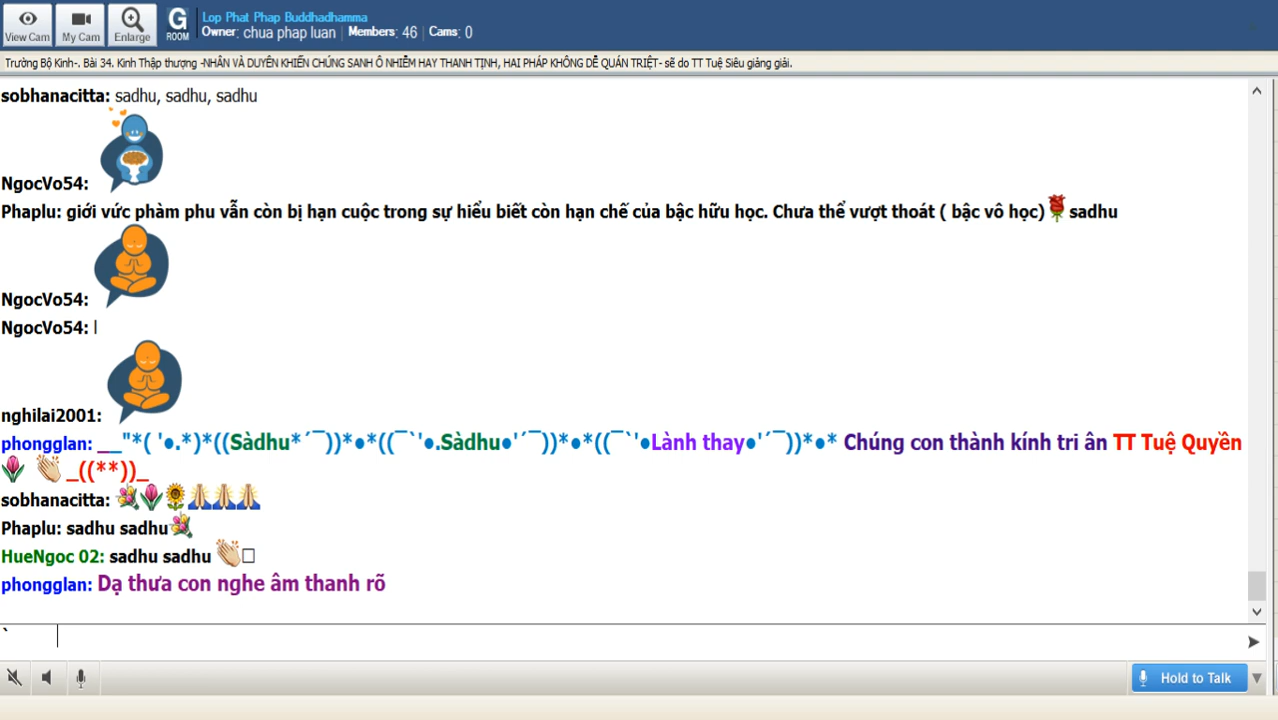 View Cam
My Cam
Enlarge
G
ROOM
Lop Phat Phap Buddhadhamma
Owner: chua phap luan | Members: 46 | Cams: 0
Trường Bộ Kinh-. Bài 34. Kinh Thập thượng -NHÂN VÀ DUYÊN KHIẾN CHÚNG SANH Ô NHIỄM HAY THANH TỊNH, HAI PHÁP KHÔNG DỄ QUÁN TRIỆT- sẽ do TT Tuệ Siêu giảng giải.
sobhanacitta: sadhu, sadhu, sadhu
NgocVo54:
Phaplu: giới vức phàm phu vẫn còn bị hạn cuộc trong sự hiểu biết còn hạn chế của bậc hữu học. Chưa thể vượt thoát ( bậc vô học)🌹sadhu
NgocVo54:
NgocVo54: l
nghilai2001:
phongglan: __"*( '●.*)*((Sàdhu*´¯))*●*((¯`'●.Sàdhu●'´¯))*●*((¯`'●Lành thay●'´¯))*●* Chúng con thành kính tri ân TT Tuệ Quyền
🌷 👏 _((**))_
sobhanacitta: 💐🌷🌻🙏🙏🙏
Phaplu: sadhu sadhu💐
HueNgoc 02: sadhu sadhu 👏□
phongglan: Dạ thưa con nghe âm thanh rõ
`
Hold to Talk